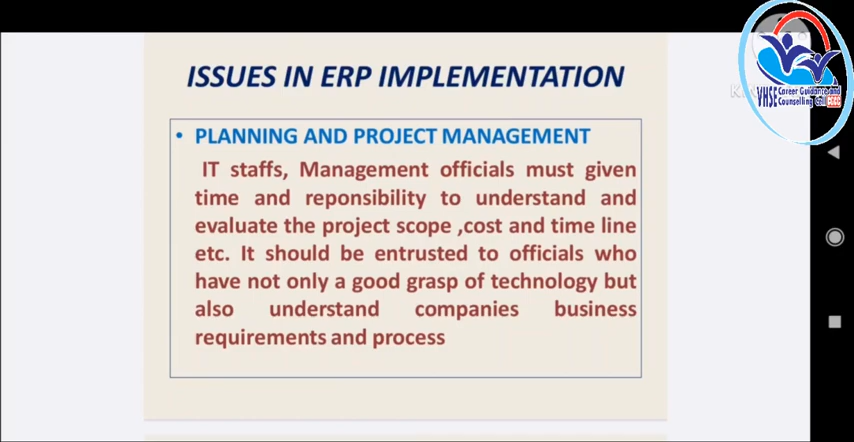 ISSUES IN ERP IMPLEMENTATION
• PLANNING AND PROJECT MANAGEMENT
IT staffs, Management officials must given
time and reponsibility to understand and
evaluate the project scope ,cost and time line
etc. It should be entrusted to officials who
have not only a good grasp of technology but
also understand companies business
requirements and process
VHSE Career Guidance and
Counselling Cell CGCC